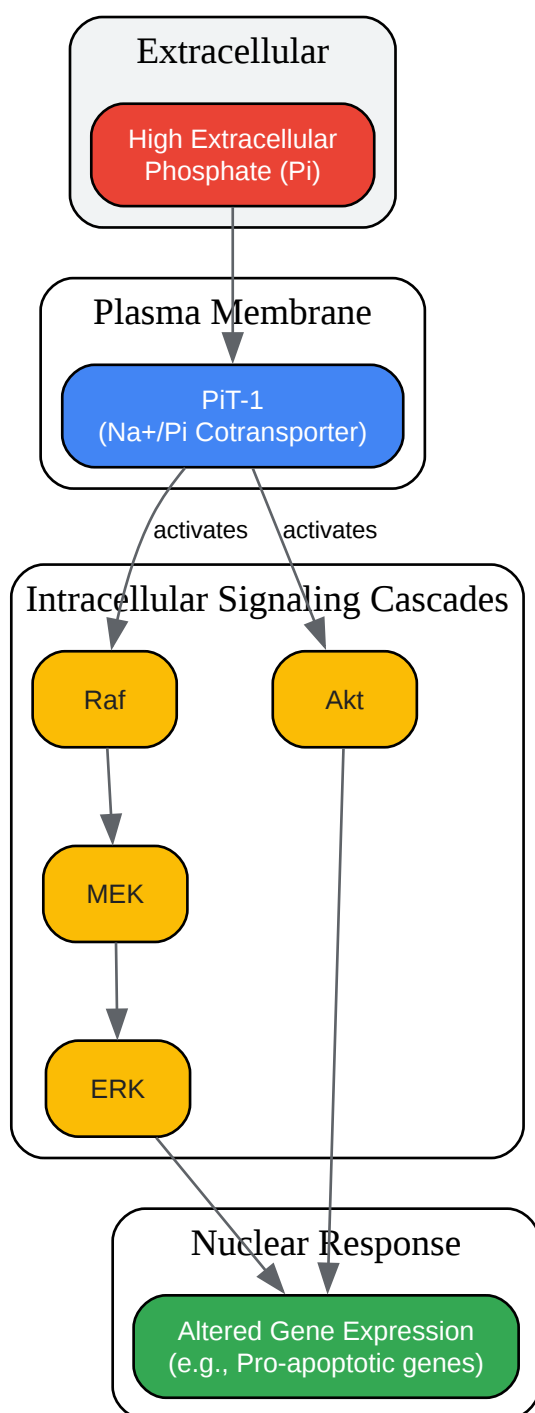 Extracellular
High Extracellular
Phosphate (Pi)
Plasma Membrane
PiT-1
(Na+/Pi Cotransporter)
activates
activates
Intracellular Signaling Cascades
Raf
Akt
MEK
ERK
Nuclear Response
Altered Gene Expression
(e.g., Pro-apoptotic genes)